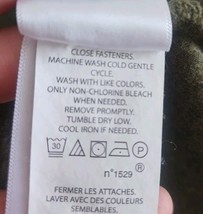 CLOSE FASTENERS.
MACHINE WASH COLD GENTLE
CYCLE.
WASH WITH LIKE COLORS.
ONLY NON-CHLORINE BLEACH
WHEN NEEDED.
REMOVE PROMPTLY.
TUMBLE DRY LOW.
COOL IRON IF NEEDED.
30 P
n°1529
FERMER LES ATTACHES.
LAVER AVEC DES COULEURS
SEMBLABLES.